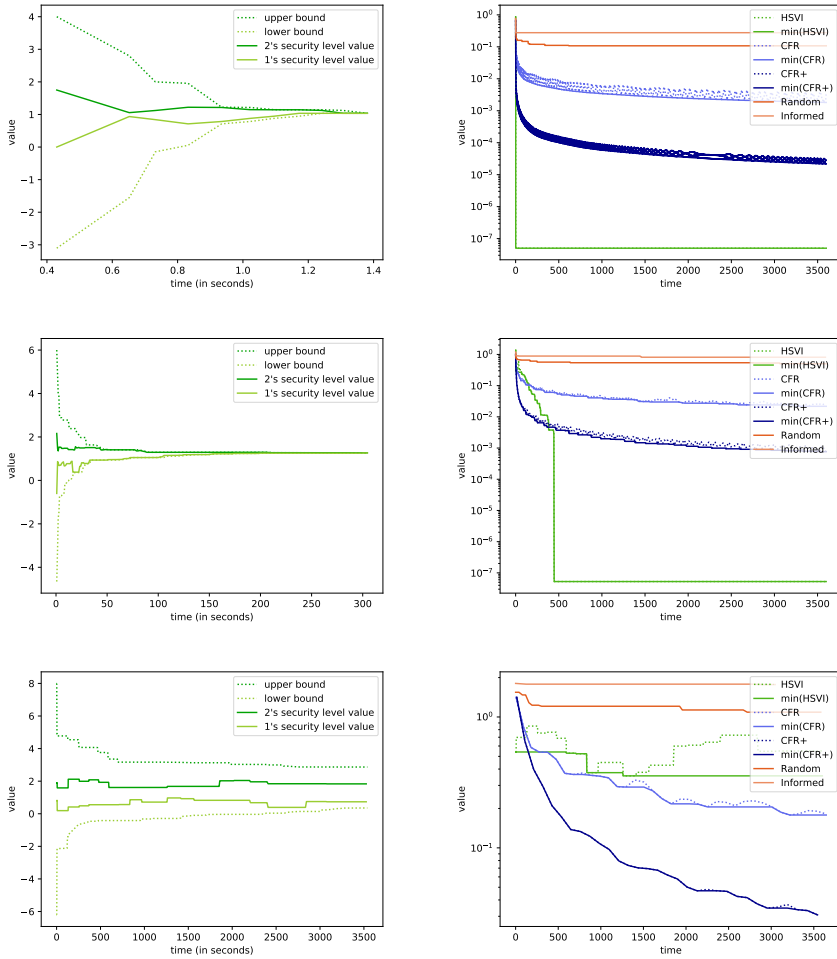 4
3
2
1
0
−1
−2
−3
value
0.4 0.6 0.8 1.0 1.2 1.4
time (in seconds)
upper bound
lower bound
2's security level value
1's security level value
10^0
10^−1
10^−2
10^−3
10^−4
10^−5
10^−6
10^−7
value
0 500 1000 1500 2000 2500 3000 3500
time
HSVI
min(HSVI)
CFR
min(CFR)
CFR+
min(CFR+)
Random
Informed
6
4
2
0
−2
−4
value
0 50 100 150 200 250 300
time (in seconds)
upper bound
lower bound
2's security level value
1's security level value
10^0
10^−1
10^−2
10^−3
10^−4
10^−5
10^−6
10^−7
value
0 500 1000 1500 2000 2500 3000 3500
time
HSVI
min(HSVI)
CFR
min(CFR)
CFR+
min(CFR+)
Random
Informed
8
6
4
2
0
−2
−4
−6
value
0 500 1000 1500 2000 2500 3000 3500
time (in seconds)
upper bound
lower bound
2's security level value
1's security level value
10^0
10^−1
value
0 500 1000 1500 2000 2500 3000 3500
time
HSVI
min(HSVI)
CFR
min(CFR)
CFR+
min(CFR+)
Random
Informed